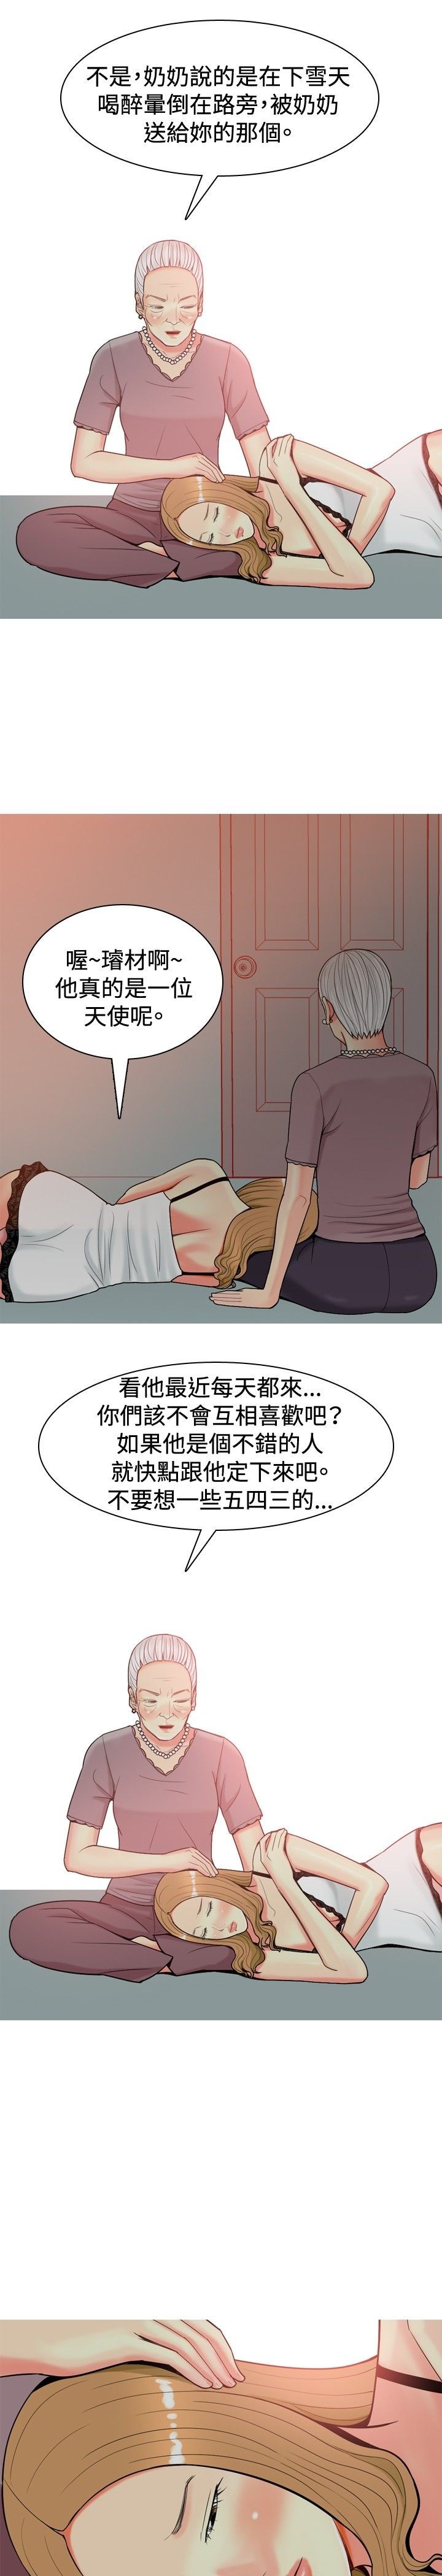 不是，奶奶說的是在下雪天
喝醉暈倒在路旁，被奶奶
送給妳的那個。
喔~璿材啊~
他真的是一位
天使呢。
看他最近每天都來...
你們該不會互相喜歡吧？
如果他是個不錯的人
就快點跟他定下來吧。
不要想一些五四三的...